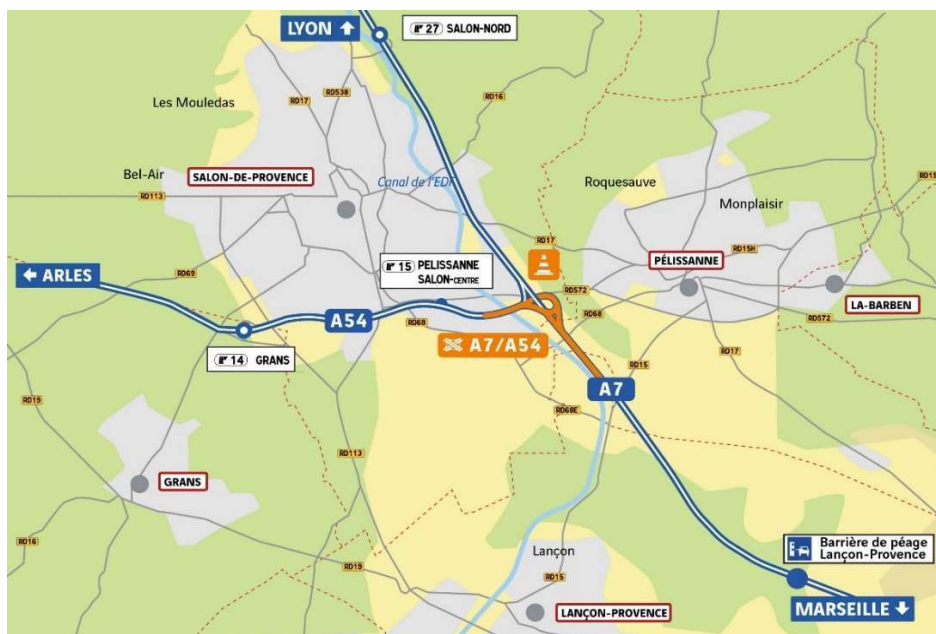 LYON
27 SALON-NORD
RD16
RD538
RD17
Les Mouledas
Bel-Air
SALON-DE-PROVENCE
Canal de l'EDF
Roquesauve
Monplaisir
RD113
RD17
RD15H
15 PELISSANNE
SALON-CENTRE
PÉLISSANNE
ARLES
RD69
RD572
LA-BARBEN
A54
RD68
RD68
RD572
14 GRANS
A7/A54
RD17
RD15
A7
RD19
RD68E
RD113
GRANS
RD16
Lançon
Barrière de péage
Lançon-Provence
RD19
RD15
LANÇON-PROVENCE
MARSEILLE